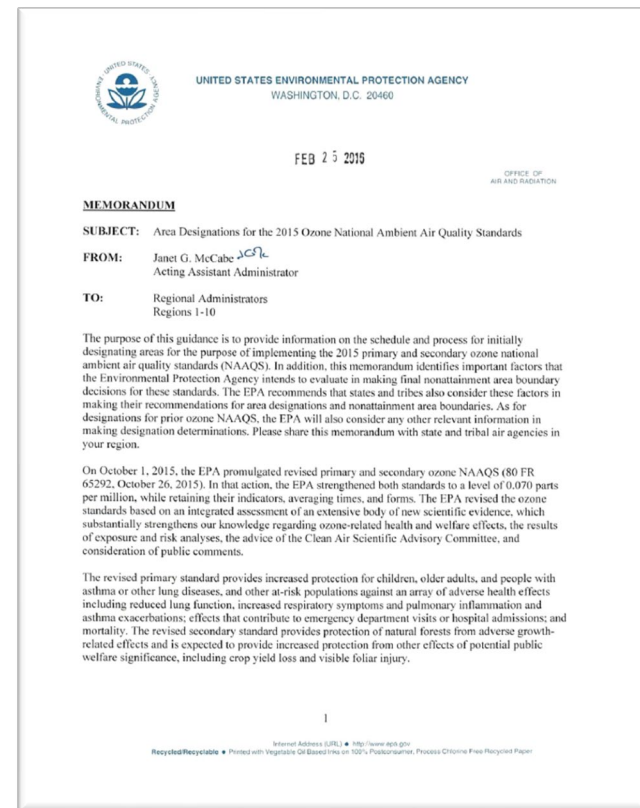 UNITED STATES
ENVIRONMENTAL PROTECTION
AGENCY
UNITED STATES ENVIRONMENTAL PROTECTION AGENCY
WASHINGTON, D.C. 20460
FEB 25 2016
OFFICE OF
AIR AND RADIATION
MEMORANDUM
SUBJECT: Area Designations for the 2015 Ozone National Ambient Air Quality Standards
FROM: Janet G. McCabe
Acting Assistant Administrator
TO: Regional Administrators
Regions 1-10
The purpose of this guidance is to provide information on the schedule and process for initially
designating areas for the purpose of implementing the 2015 primary and secondary ozone national
ambient air quality standards (NAAQS). In addition, this memorandum identifies important factors that
the Environmental Protection Agency intends to evaluate in making final nonattainment area boundary
decisions for these standards. The EPA recommends that states and tribes also consider these factors in
making their recommendations for area designations and nonattainment area boundaries. As for
designations for prior ozone NAAQS, the EPA will also consider any other relevant information in
making designation determinations. Please share this memorandum with state and tribal air agencies in
your region.
On October 1, 2015, the EPA promulgated revised primary and secondary ozone NAAQS (80 FR
65292, October 26, 2015). In that action, the EPA strengthened both standards to a level of 0.070 parts
per million, while retaining their indicators, averaging times, and forms. The EPA revised the ozone
standards based on an integrated assessment of an extensive body of new scientific evidence, which
substantially strengthens our knowledge regarding ozone-related health and welfare effects, the results
of exposure and risk analyses, the advice of the Clean Air Scientific Advisory Committee, and
consideration of public comments.
The revised primary standard provides increased protection for children, older adults, and people with
asthma or other lung diseases, and other at-risk populations against an array of adverse health effects
including reduced lung function, increased respiratory symptoms and pulmonary inflammation and
asthma exacerbations; effects that contribute to emergency department visits or hospital admissions; and
mortality. The revised secondary standard provides protection of natural forests from adverse growth-
related effects and is expected to provide increased protection from other effects of potential public
welfare significance, including crop yield loss and visible foliar injury.
1
Internet Address (URL) • http://www.epa.gov
Recycled/Recyclable • Printed with Vegetable Oil Based Inks on 100% Postconsumer, Process Chlorine Free Recycled Paper